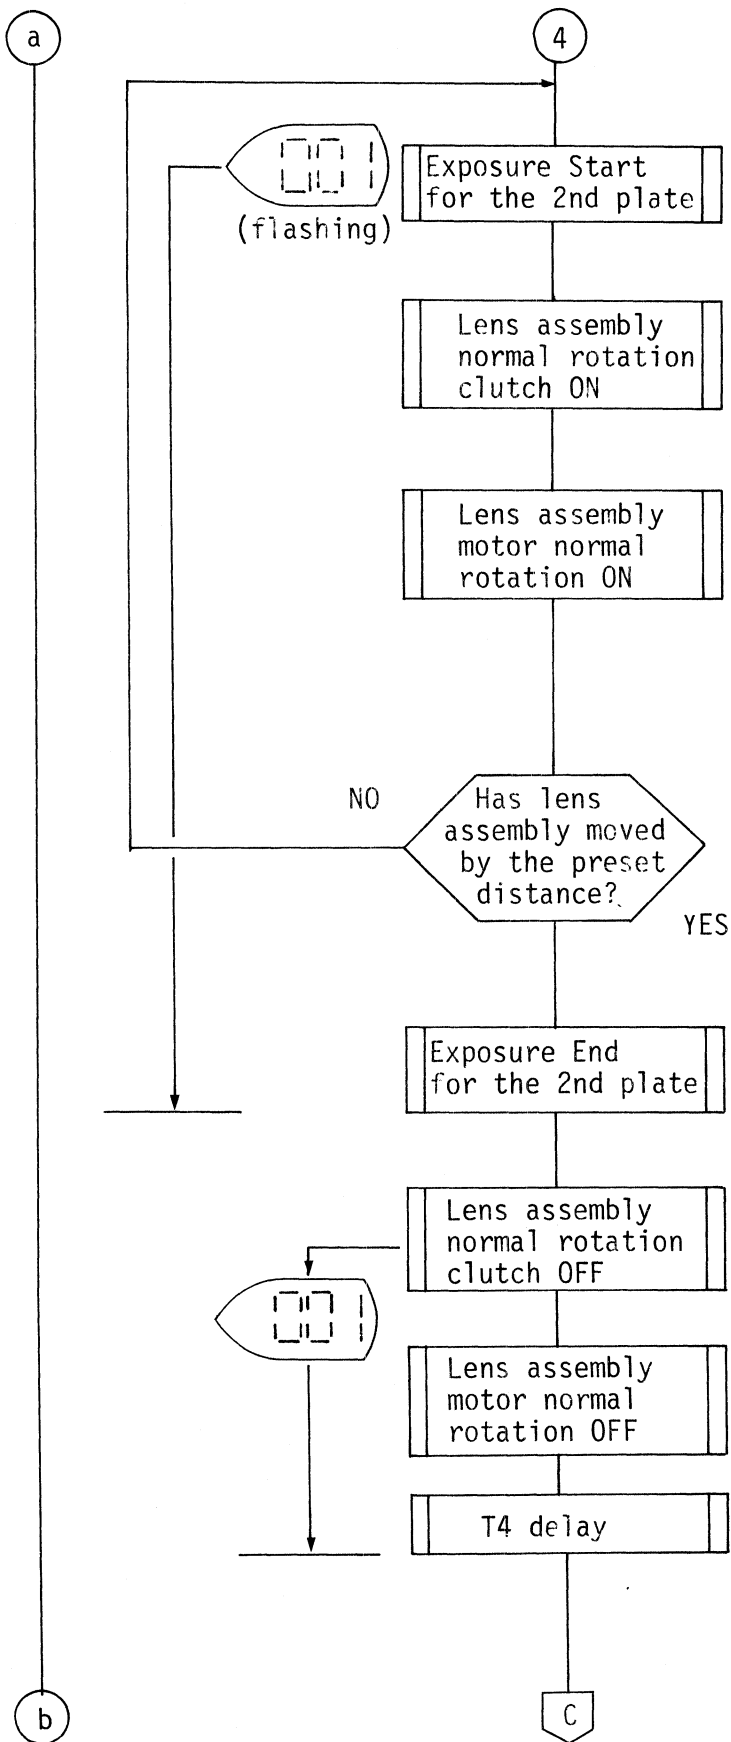 a
4
001
(flashing)
Exposure Start
for the 2nd plate
Lens assembly
normal rotation
clutch ON
Lens assembly
motor normal
rotation ON
NO
Has lens
assembly moved
by the preset
distance?
YES
Exposure End
for the 2nd plate
Lens assembly
normal rotation
clutch OFF
001
Lens assembly
motor normal
rotation OFF
T4 delay
b
C